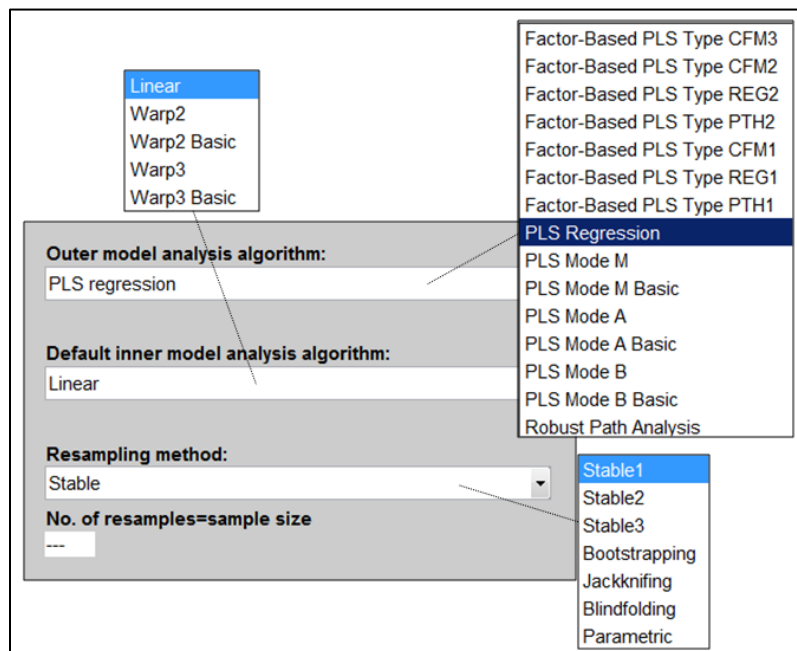 Linear
Warp2
Warp2 Basic
Warp3
Warp3 Basic
Factor-Based PLS Type CFM3
Factor-Based PLS Type CFM2
Factor-Based PLS Type REG2
Factor-Based PLS Type PTH2
Factor-Based PLS Type CFM1
Factor-Based PLS Type REG1
Factor-Based PLS Type PTH1
PLS Regression
PLS Mode M
PLS Mode M Basic
PLS Mode A
PLS Mode A Basic
PLS Mode B
PLS Mode B Basic
Robust Path Analysis
Outer model analysis algorithm:
PLS regression
Default inner model analysis algorithm:
Linear
Resampling method:
Stable
No. of resamples=sample size
---
Stable1
Stable2
Stable3
Bootstrapping
Jackknifing
Blindfolding
Parametric